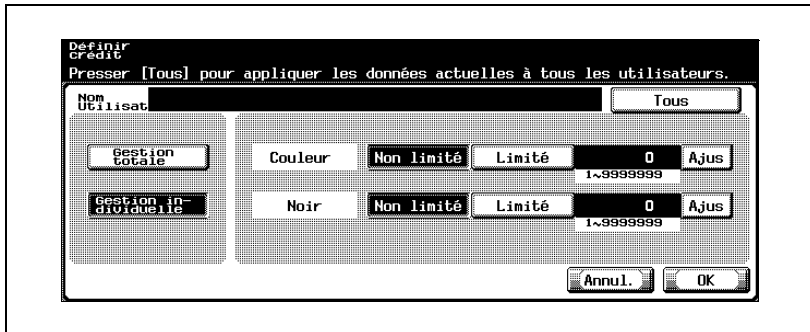 Définir
crédit
Presser [Tous] pour appliquer les données actuelles à tous les utilisateurs.
Nom
Utilisat
Tous
Gestion
totale
Couleur Non limité Limité 0 Ajus
1~9999999
Gestion in-
dividuelle
Noir Non limité Limité 0 Ajus
1~9999999
Annul. OK